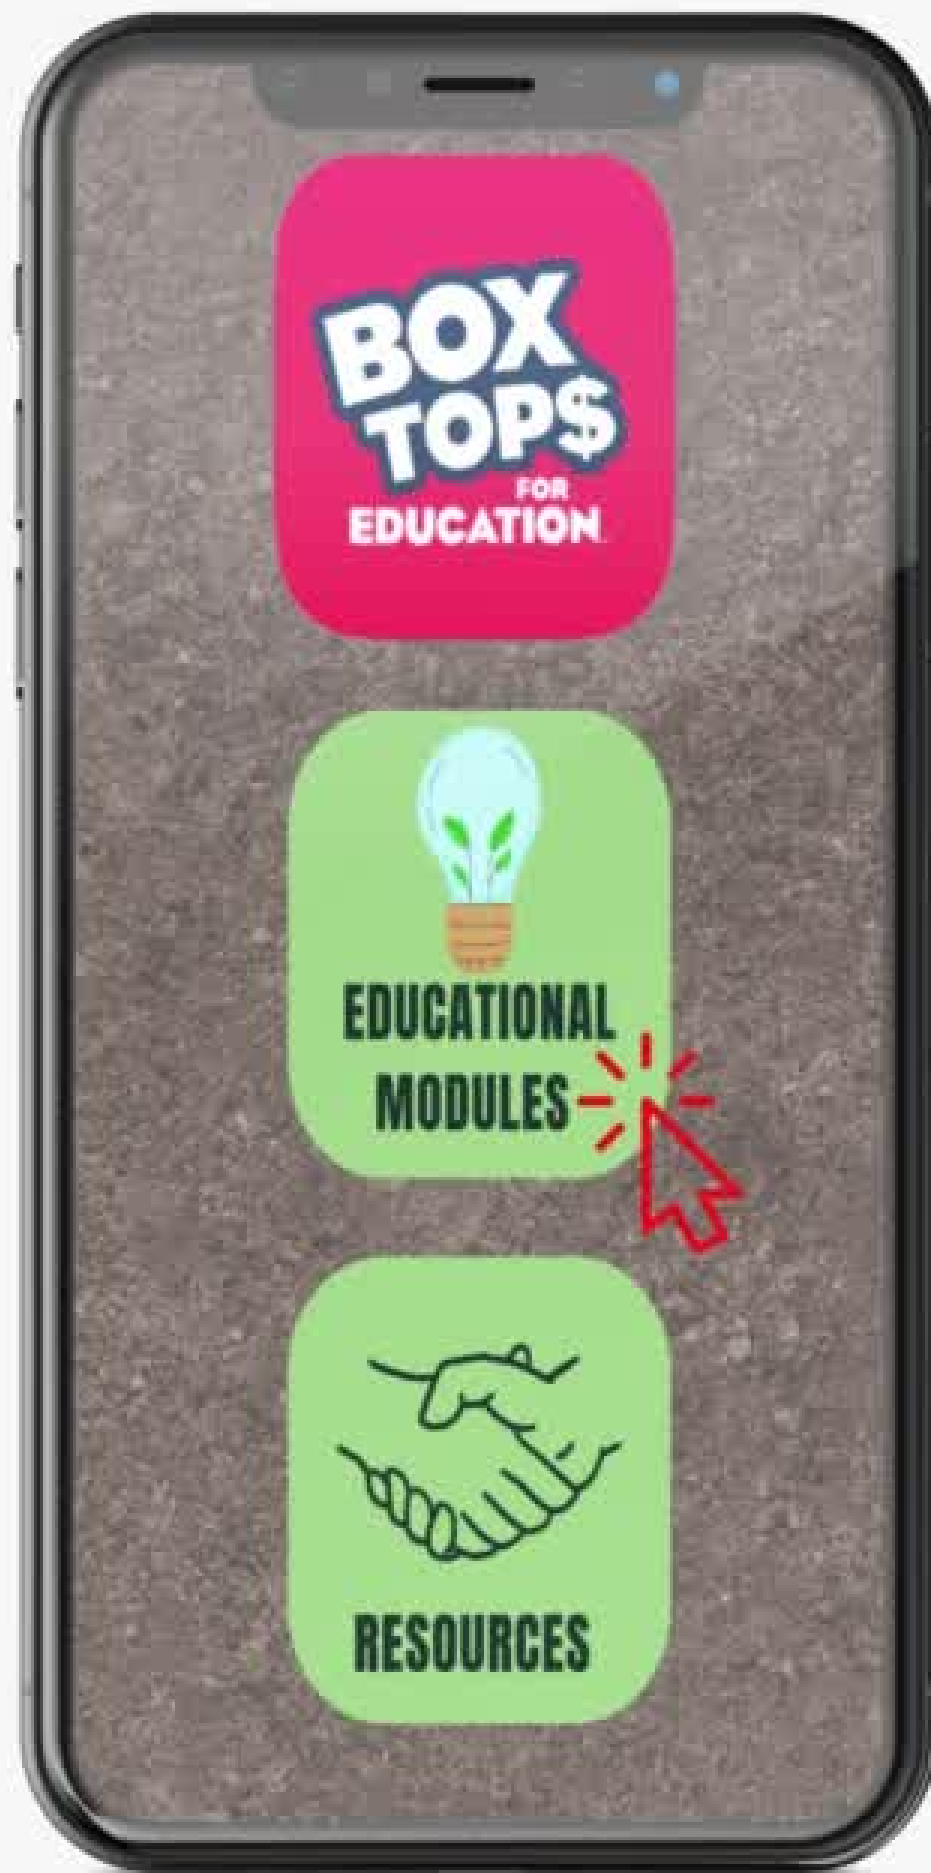 BOX
TOP$
FOR
EDUCATION
EDUCATIONAL
MODULES
RESOURCES